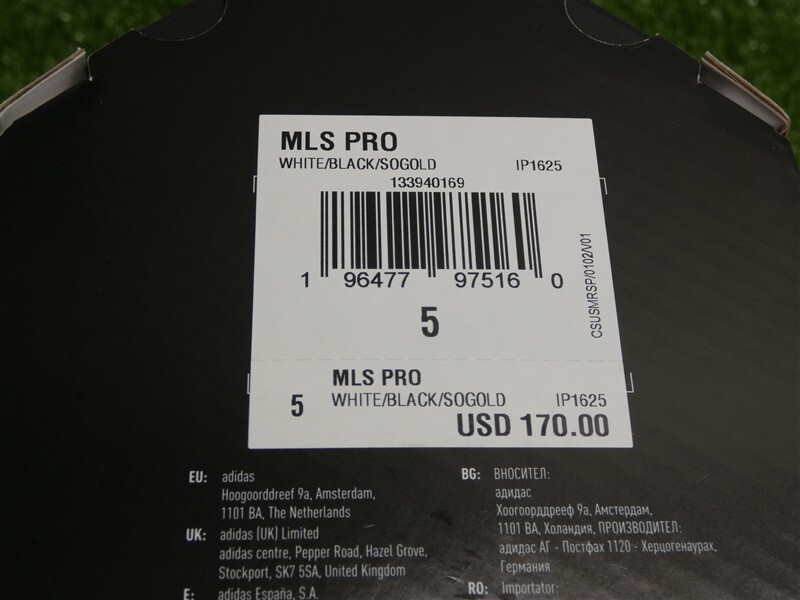 MLS PRO
WHITE/BLACK/SOGOLD IP1625
133940169
1 96477 97516 0
5
CSUSMRSP/0102/V01
MLS PRO
5 WHITE/BLACK/SOGOLD IP1625
USD 170.00
EU: adidas
Hoogoorddreef 9a, Amsterdam,
1101 BA, The Netherlands
UK: adidas (UK) Limited
adidas centre, Pepper Road, Hazel Grove,
Stockport, SK7 5SA, United Kingdom
E: adidas España, S.A.
BG: ВНОСИТЕЛ:
адидас
Хоогоорддрееф 9а, Амстердам,
1101 BA, Холандия, ПРОИЗВОДИТЕЛ:
адидас АГ - Постфах 1120 - Херцогенаурах,
Германия
RO: Importator: